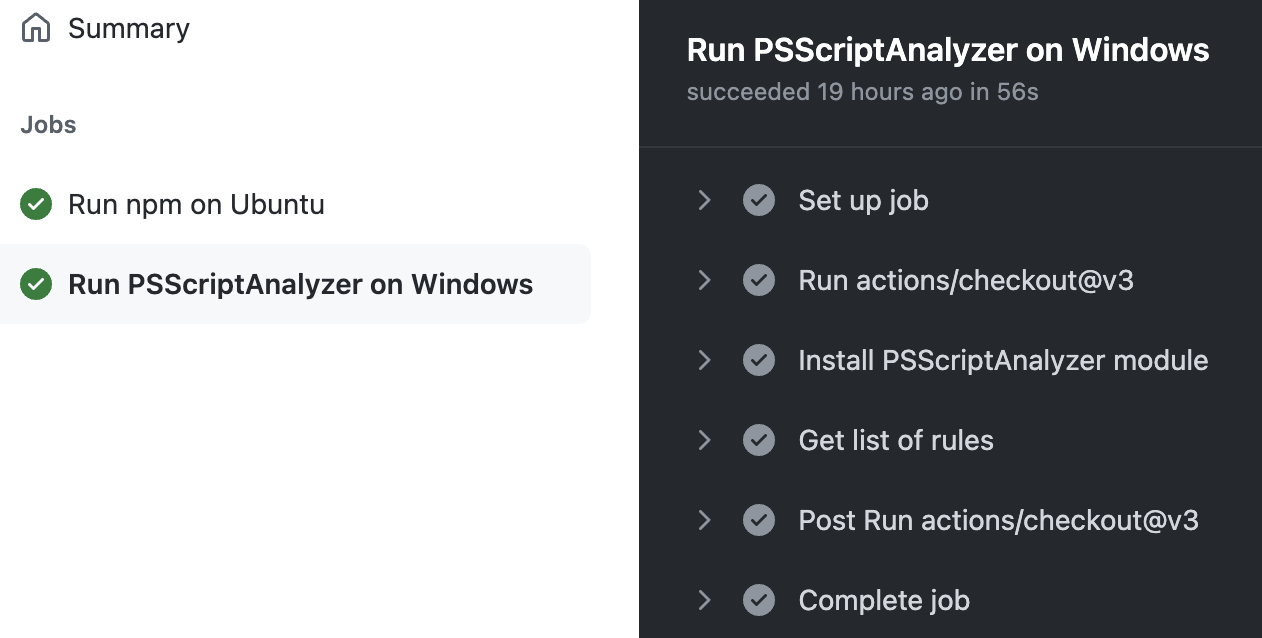 Summary
Jobs
Run npm on Ubuntu
Run PSScriptAnalyzer on Windows
Run PSScriptAnalyzer on Windows
succeeded 19 hours ago in 56s
Set up job
Run actions/checkout@v3
Install PSScriptAnalyzer module
Get list of rules
Post Run actions/checkout@v3
Complete job